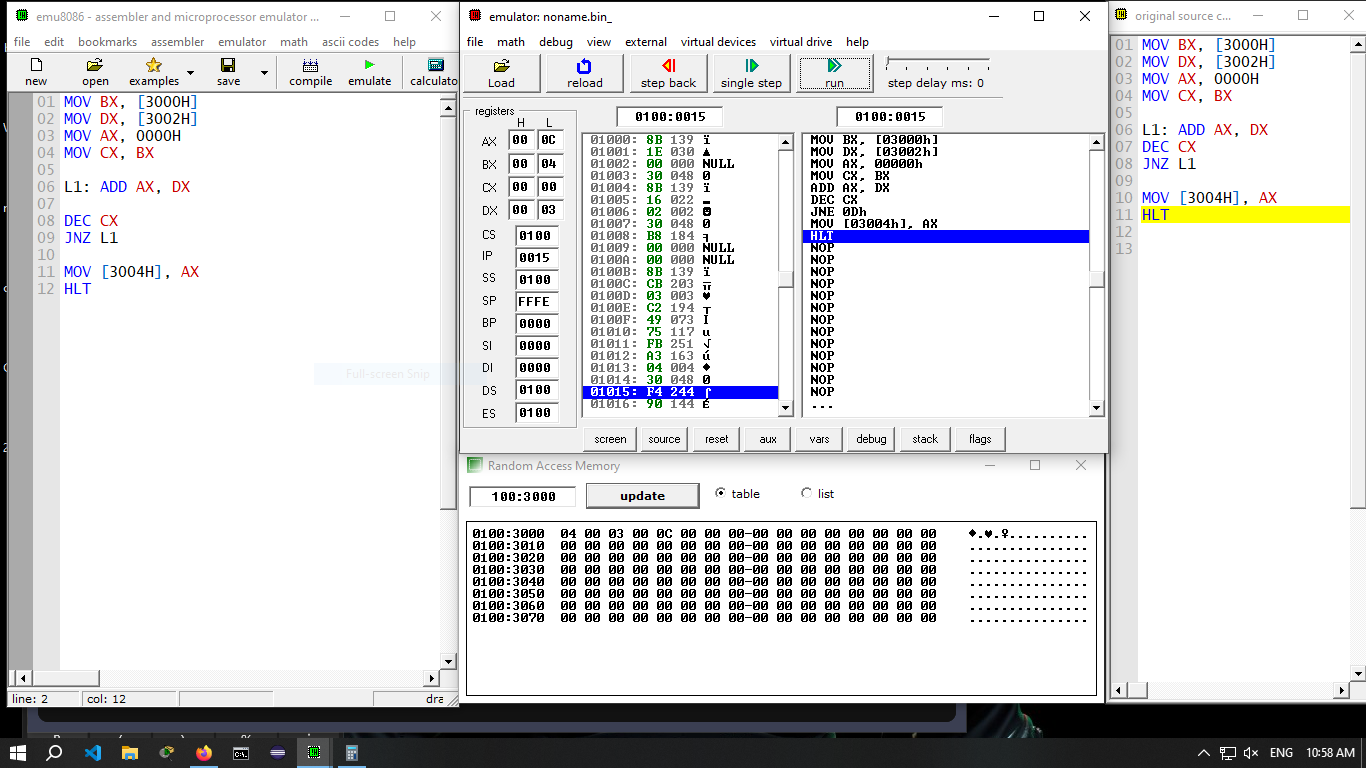 emu8086 - assembler and microprocessor emulator ...
file edit bookmarks assembler emulator math ascii codes help
new open examples save compile emulate calculato
01 MOV BX, [3000H]
02 MOV DX, [3002H]
03 MOV AX, 0000H
04 MOV CX, BX
05
06 L1: ADD AX, DX
07
08 DEC CX
09 JNZ L1
10
11 MOV [3004H], AX
12 HLT
Full-screen Snip
line: 2 col: 12 dra
emulator: noname.bin_
file math debug view external virtual devices virtual drive help
Load reload step back single step run step delay ms: 0
registers
H L
AX 00 0C
BX 00 04
CX 00 00
DX 00 03
CS 0100
IP 0015
SS 0100
SP FFFE
BP 0000
SI 0000
DI 0000
DS 0100
ES 0100
0100:0015
01000: 8B 139 ï
01001: 1E 030 ▲
01002: 00 000 NULL
01003: 30 048 0
01004: 8B 139 ï
01005: 16 022 ▬
01006: 02 002 ☻
01007: 30 048 0
01008: B8 184 ╕
01009: 00 000 NULL
0100A: 00 000 NULL
0100B: 8B 139 ï
0100C: CB 203 ╦
0100D: 03 003 ♥
0100E: C2 194 ┬
0100F: 49 073 I
01010: 75 117 u
01011: FB 251 √
01012: A3 163 ú
01013: 04 004 ♦
01014: 30 048 0
01015: F4 244 ⌠
01016: 90 144 É
0100:0015
MOV BX, [03000h]
MOV DX, [03002h]
MOV AX, 00000h
MOV CX, BX
ADD AX, DX
DEC CX
JNE 0Dh
MOV [03004h], AX
HLT
NOP
NOP
NOP
NOP
NOP
NOP
NOP
NOP
NOP
NOP
NOP
NOP
NOP
...
screen source reset aux vars debug stack flags
Random Access Memory
100:3000 update table list
0100:3000 04 00 03 00 0C 00 00 00-00 00 00 00 00 00 00 00 ♦.♥.♀...........
0100:3010 00 00 00 00 00 00 00 00-00 00 00 00 00 00 00 00 ................
0100:3020 00 00 00 00 00 00 00 00-00 00 00 00 00 00 00 00 ................
0100:3030 00 00 00 00 00 00 00 00-00 00 00 00 00 00 00 00 ................
0100:3040 00 00 00 00 00 00 00 00-00 00 00 00 00 00 00 00 ................
0100:3050 00 00 00 00 00 00 00 00-00 00 00 00 00 00 00 00 ................
0100:3060 00 00 00 00 00 00 00 00-00 00 00 00 00 00 00 00 ................
0100:3070 00 00 00 00 00 00 00 00-00 00 00 00 00 00 00 00 ................
original source c...
01 MOV BX, [3000H]
02 MOV DX, [3002H]
03 MOV AX, 0000H
04 MOV CX, BX
05
06 L1: ADD AX, DX
07 DEC CX
08 JNZ L1
09
10 MOV [3004H], AX
11 HLT
12
13
ENG 10:58 AM